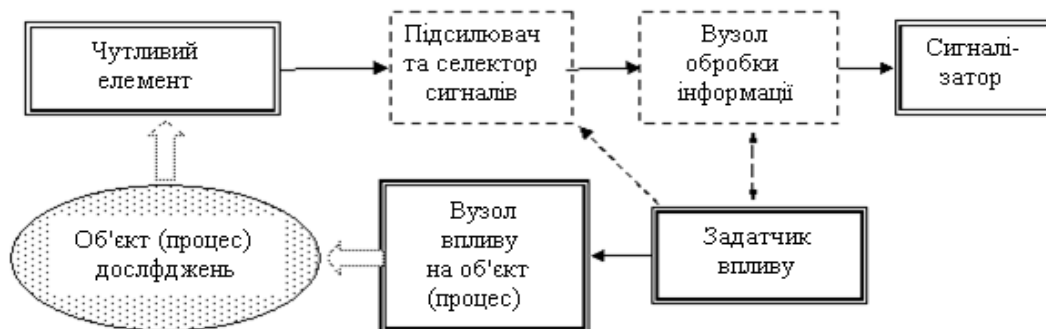 Чутливий
елемент
Підсилювач
та селектор
сигналів
Вузол
обробки
інформації
Сигналі-
затор
Об'єкт (процес)
дослфджень
Вузол
впливу
на об'єкт
(процес)
Задатчик
впливу